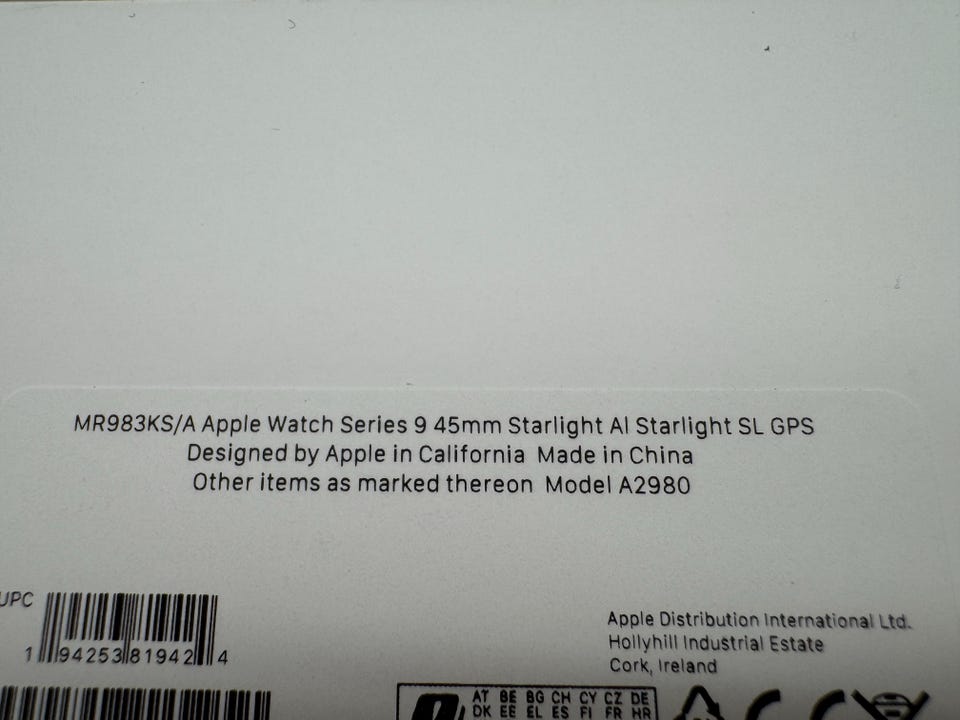 MR983KS/A Apple Watch Series 9 45mm Starlight Al Starlight SL GPS
Designed by Apple in California Made in China
Other items as marked thereon Model A2980
UPC
1 94253 81942 4
Apple Distribution International Ltd.
Hollyhill Industrial Estate
Cork, Ireland
AT BE BG CH CY CZ DE
DK EE EL ES FI FR HR
CE